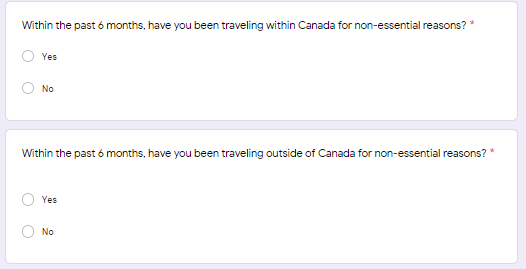 Within the past 6 months, have you been traveling within Canada for non-essential reasons? *
Yes
No
Within the past 6 months, have you been traveling outside of Canada for non-essential reasons? *
Yes
No